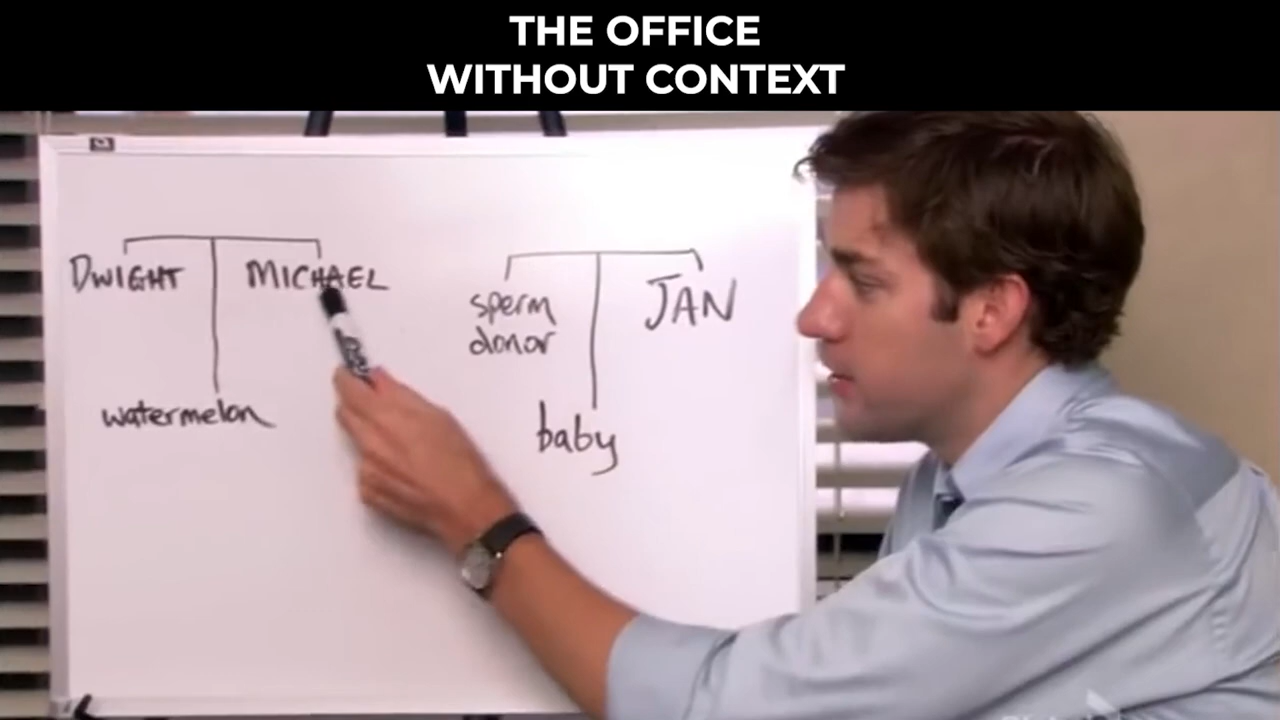 THE OFFICE
WITHOUT CONTEXT
DWIGHT MICHAEL
watermelon
sperm
donor
JAN
baby